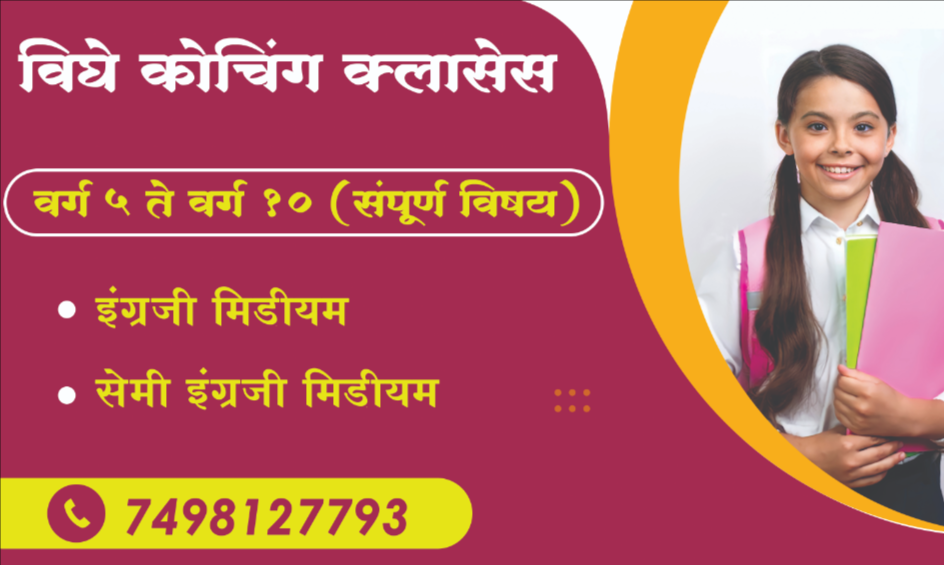 विघे कोचिंग क्लासेस
वर्ग ५ ते वर्ग १० (संपूर्ण विषय)
• इंग्रजी मिडीयम
• सेमी इंग्रजी मिडीयम
7498127793